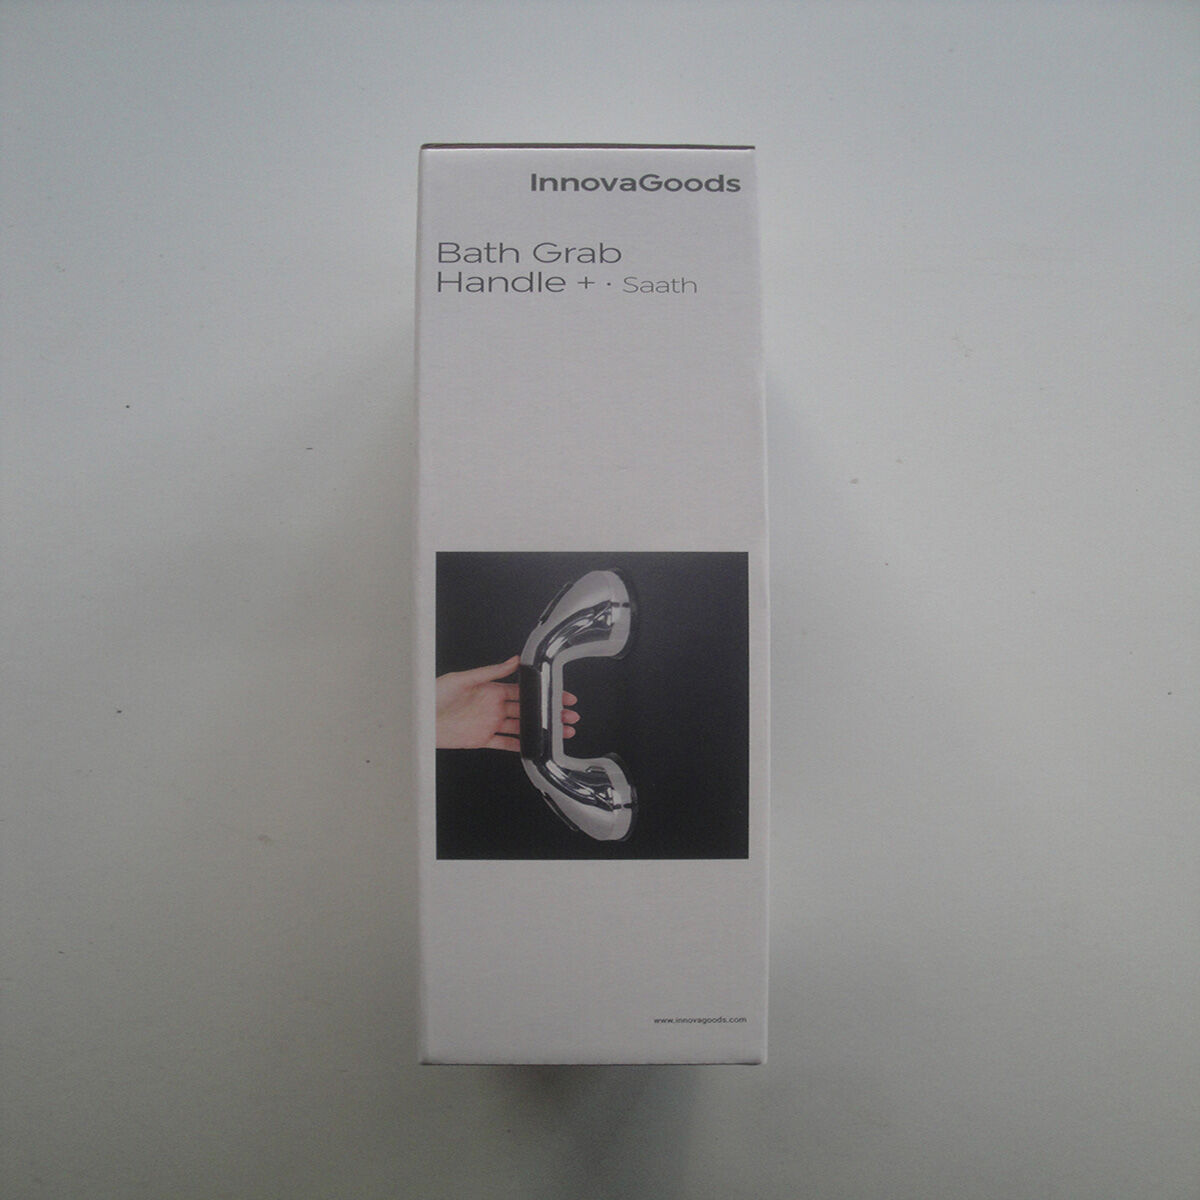 InnovaGoods
Bath Grab
Handle + · Saath
www.innovagoods.com